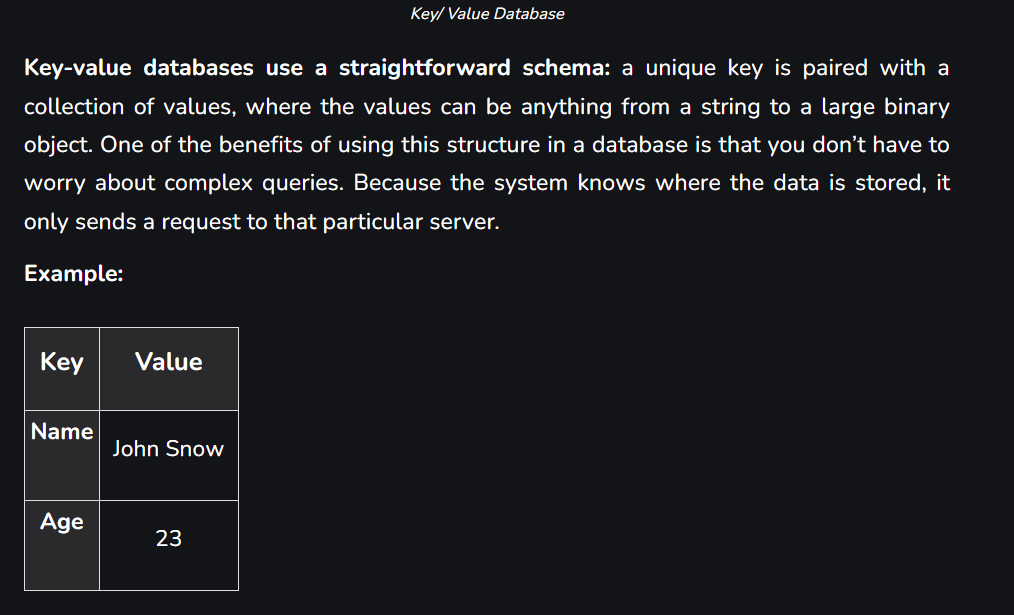 Key/ Value Database
Key-value databases use a straightforward schema: a unique key is paired with a
collection of values, where the values can be anything from a string to a large binary
object. One of the benefits of using this structure in a database is that you don’t have to
worry about complex queries. Because the system knows where the data is stored, it
only sends a request to that particular server.
Example:
Key Value
Name John Snow
Age 23